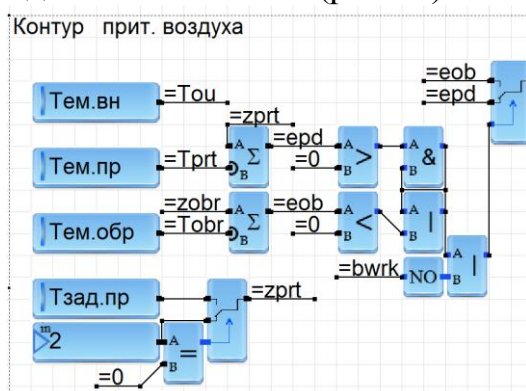 Контур прит. воздуха
=eob
=epd
Тем.вн =Tou
=zprt
Тем.пр =Tprt A B Σ =epd =0 A B > A B &
=zobr
Тем.обр =Tobr A B Σ =eob =0 A B < A B |
=bwrk NO A B |
Тзад.пр =zprt
m 2 A B =
=0